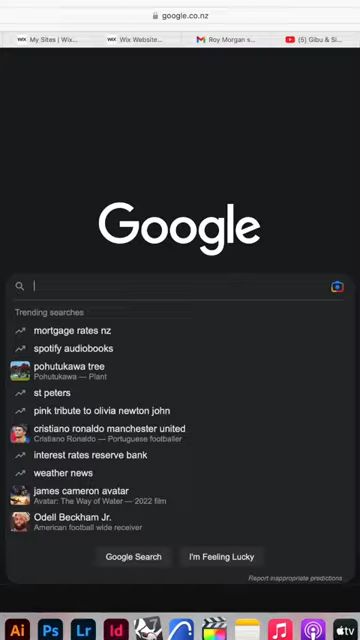 google.co.nz
WIX My Sites | Wix...
WIX Wix Website...
Roy Morgan s...
(5) Gibu & Si...
Google
Trending searches
mortgage rates nz
spotify audiobooks
pohutukawa tree
Pohutukawa — Plant
st peters
pink tribute to olivia newton john
cristiano ronaldo manchester united
Cristiano Ronaldo — Portuguese footballer
interest rates reserve bank
weather news
james cameron avatar
Avatar: The Way of Water — 2022 film
Odell Beckham Jr.
American football wide receiver
Google Search
I'm Feeling Lucky
Report inappropriate predictions
Ai
Ps
Lr
Id
tv